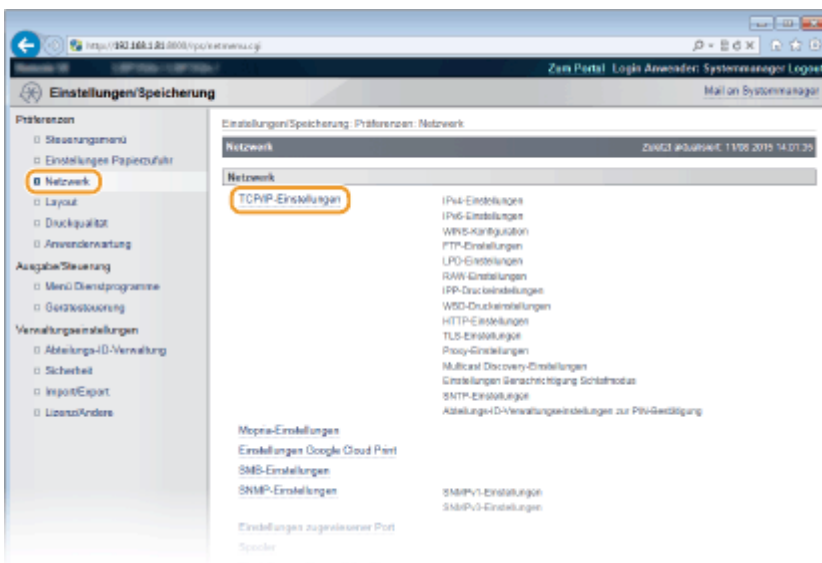 http://192.168.1.81:8000/rps/netmenu.cgi
Zum Portal Login Anwender: Systemmanager Logout
Einstellungen/Speicherung
Mail an Systemmanager
Präferenzen
Steuerungsmenü
Einstellungen Papierzufuhr
Netzwerk
Layout
Druckqualität
Anwenderwartung
Ausgabe/Steuerung
Menü Dienstprogramme
Gerätesteuerung
Verwaltungseinstellungen
Abteilungs-ID-Verwaltung
Sicherheit
Import/Export
Lizenz/Andere
Einstellungen/Speicherung: Präferenzen: Netzwerk
Netzwerk
Zuletzt aktualisiert: 11/08 2015 14:01:35
Netzwerk
TCP/IP-Einstellungen
IPv4-Einstellungen
IPv6-Einstellungen
WINS-Konfiguration
FTP-Einstellungen
LPD-Einstellungen
RAW-Einstellungen
IPP-Druckeinstellungen
WSD-Druckeinstellungen
HTTP-Einstellungen
TLS-Einstellungen
Proxy-Einstellungen
Multicast Discovery-Einstellungen
Einstellungen Benachrichtigung Schlafmodus
SNTP-Einstellungen
Abteilungs-ID-Verwaltungseinstellungen zur PIN-Bestätigung
Mopria-Einstellungen
Einstellungen Google Cloud Print
SMB-Einstellungen
SNMP-Einstellungen
SNMPv1-Einstellungen
SNMPv3-Einstellungen
Einstellungen zugewiesener Port
Spooler